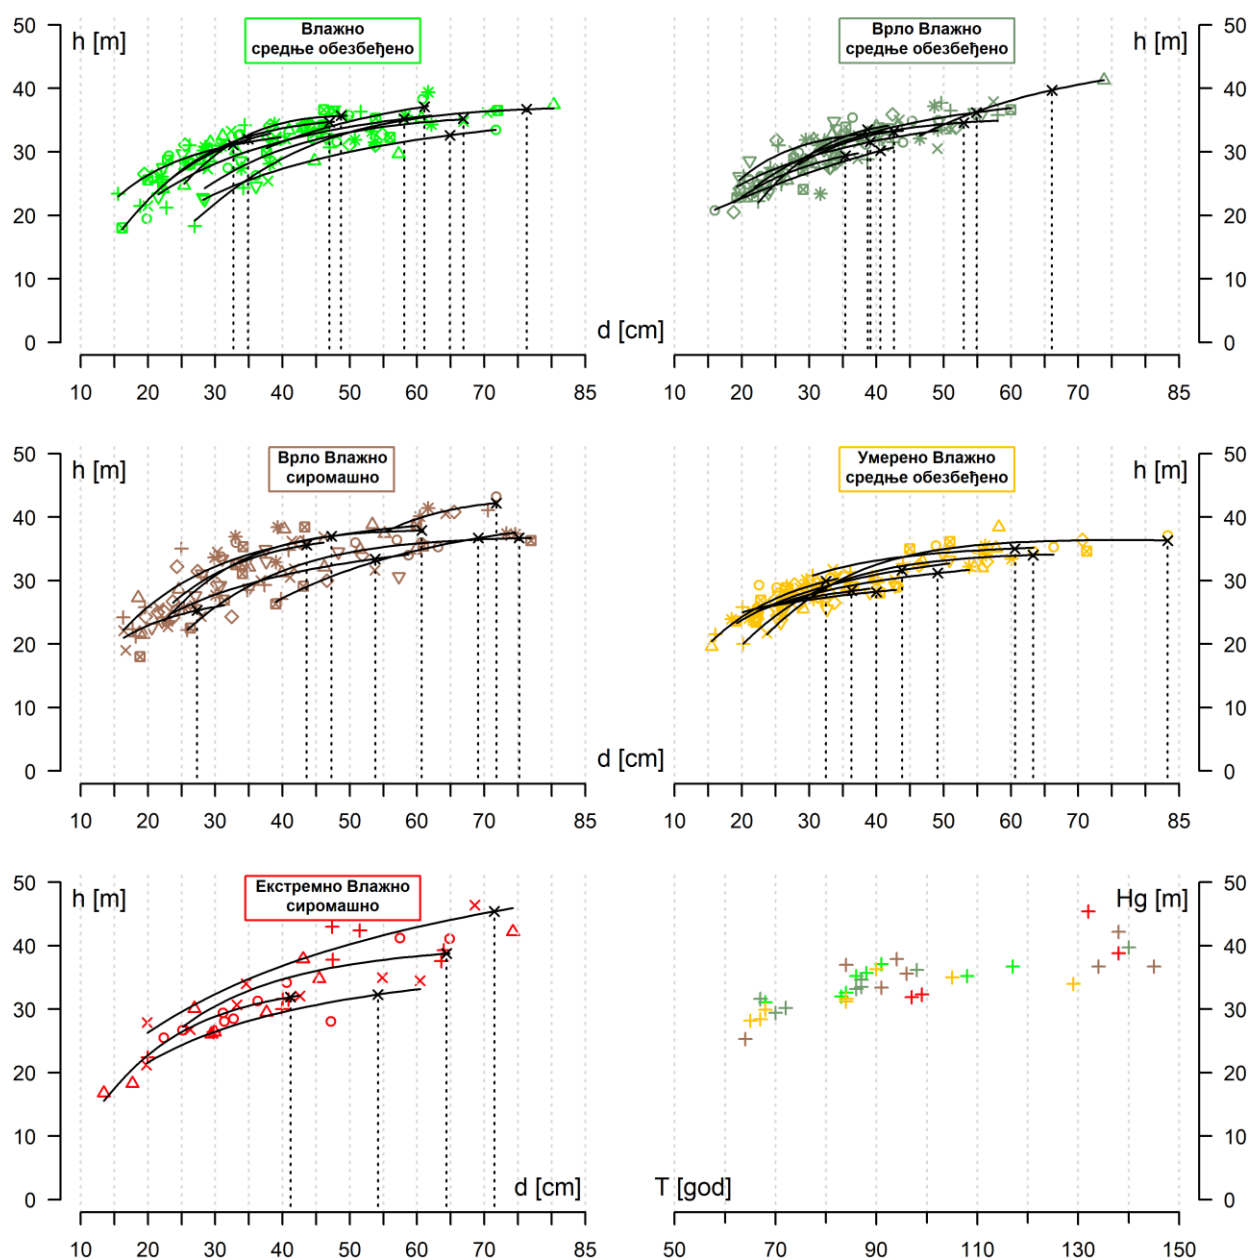 50 Влажно Врло Влажно 50
h [m] средње обезбеђено средње обезбеђено h [m]
40 40
30 30
20 20
10 10
0 d [cm] 0
10 20 30 40 50 60 70 85 20 30 40 50 60 70 85
50 Врло Влажно Умерено Влажно 50
h [m] сиромашно средње обезбеђено h [m]
40 40
30 30
20 20
10 10
0 d [cm] 0
10 20 30 40 50 60 70 85 20 30 40 50 60 70 85
50 Екстремно Влажно 50
h [m] сиромашно Hg [m]
40 40
30 30
20 20
10 10
0 d [cm] T [god] 0
10 20 30 40 50 60 70 85 50 70 90 110 130 150